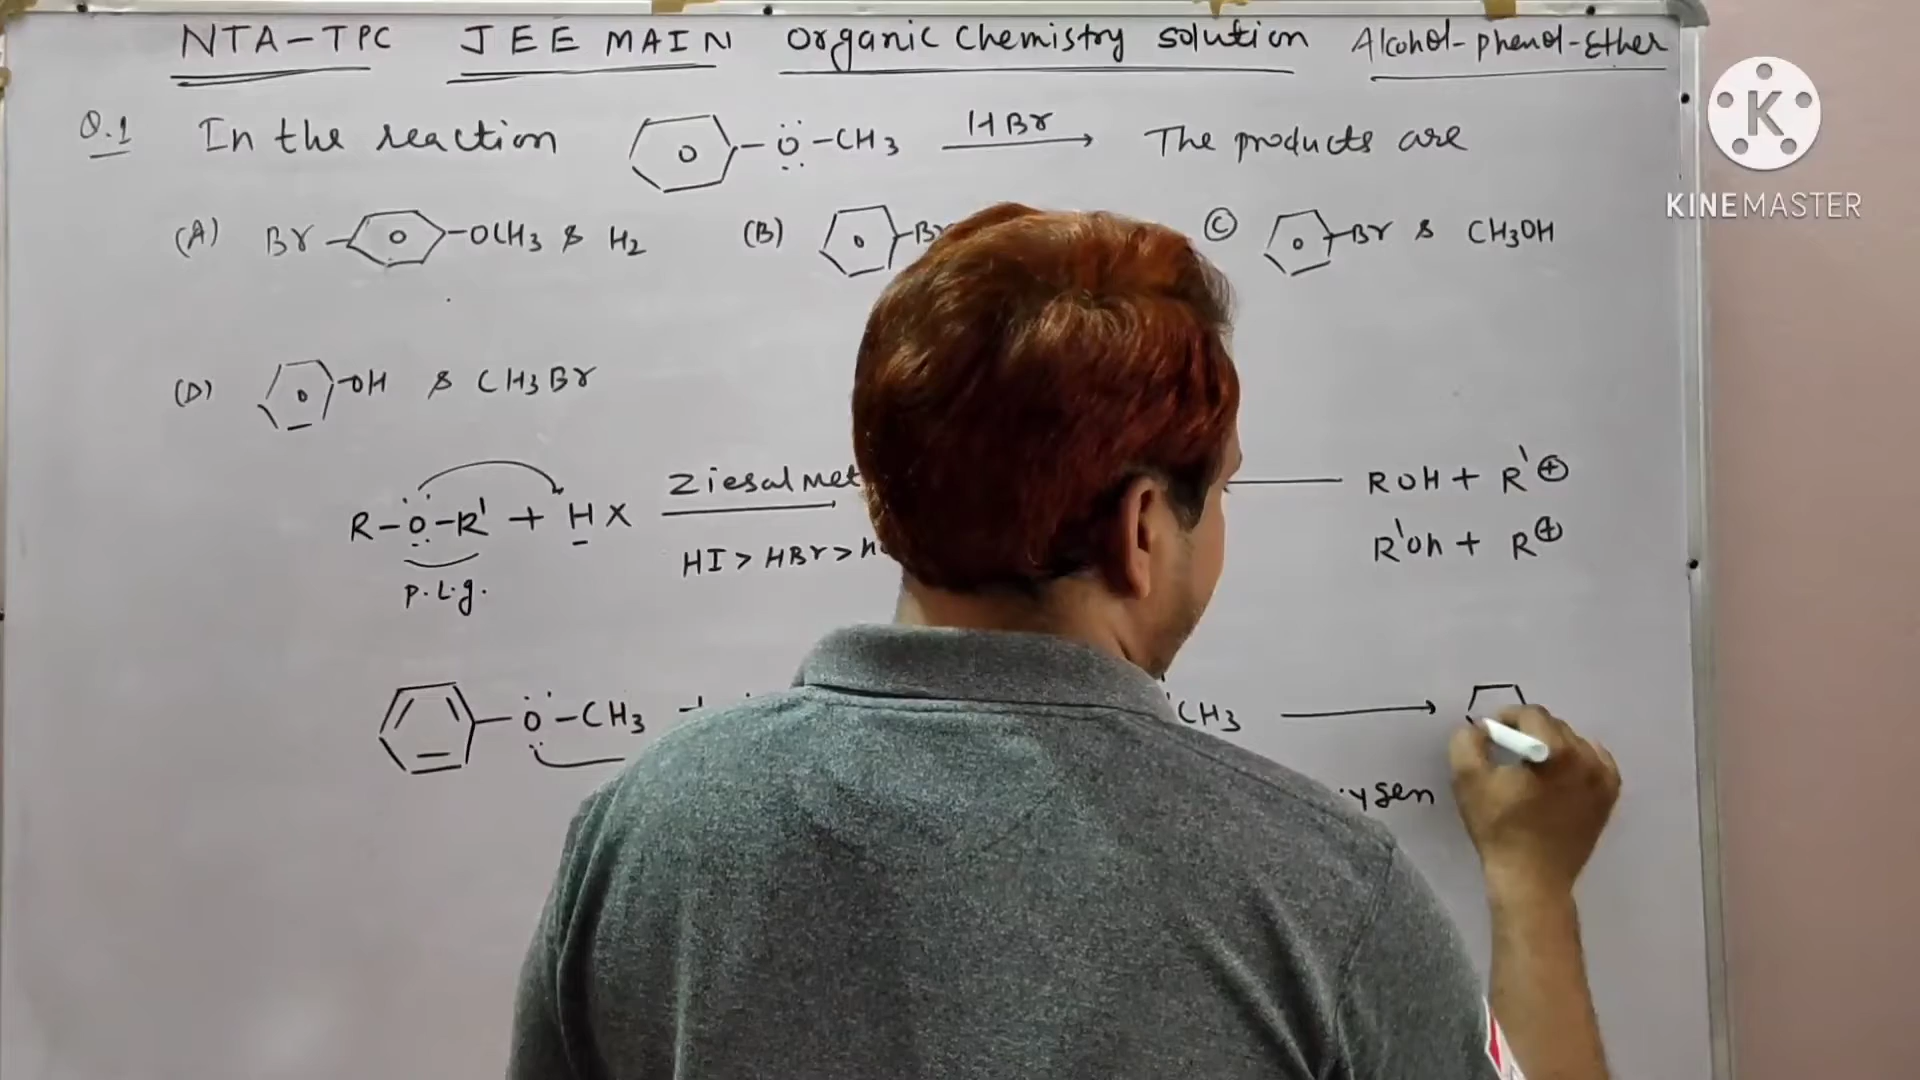 NTA-TPC JEE MAIN Organic Chemistry solution Alcohol-phenol-Ether
Q.1 In the reaction O -O-CH3 HBr The products are
(A) Br O -OCH3 & H2 (B) O -Br (C) O -Br & CH3OH
(D) O -OH & CH3Br
R-O-R' + HX Ziesal HI > HBr > ROH + R'⊕
R'Oh + R⊕
P.L.g.
-O-CH3 + CH3
K
KINEMASTER